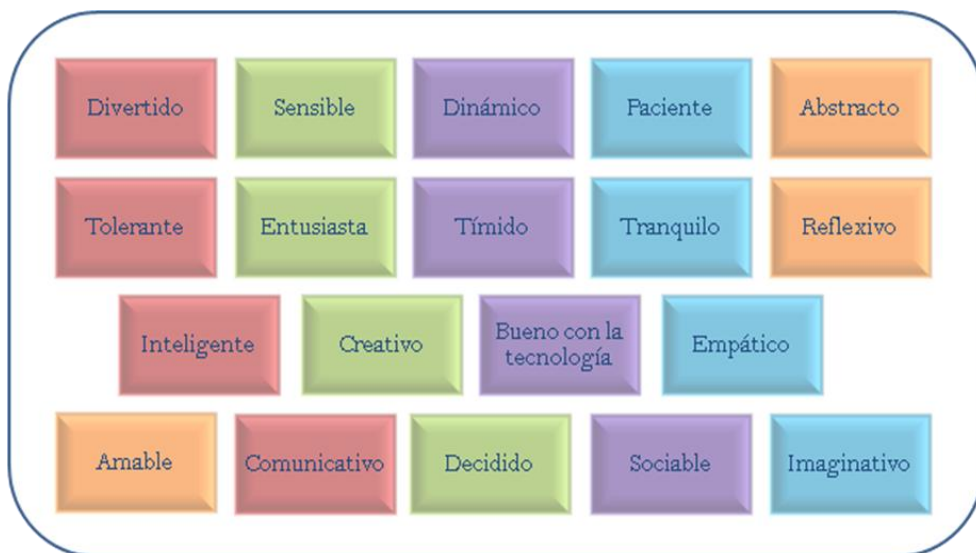 Divertido
Sensible
Dinámico
Paciente
Abstracto
Tolerante
Entusiasta
Tímido
Tranquilo
Reflexivo
Inteligente
Creativo
Bueno con la
tecnología
Empático
Amable
Comunicativo
Decidido
Sociable
Imaginativo